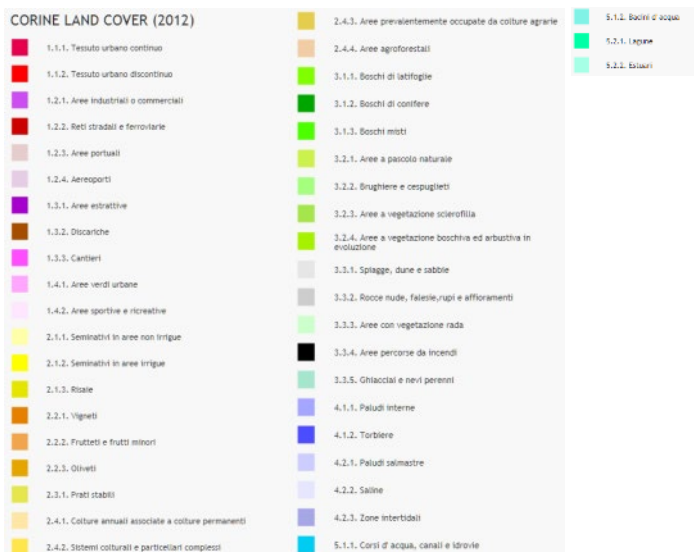 CORINE LAND COVER (2012)
1.1.1. Tessuto urbano continuo
1.1.2. Tessuto urbano discontinuo
1.2.1. Aree industriali o commerciali
1.2.2. Reti stradali e ferroviarie
1.2.3. Aree portuali
1.2.4. Aereoporti
1.3.1. Aree estrattive
1.3.2. Discariche
1.3.3. Cantieri
1.4.1. Aree verdi urbane
1.4.2. Aree sportive e ricreative
2.1.1. Seminativi in aree non irrigue
2.1.2. Seminativi in aree irrigue
2.1.3. Risaie
2.2.1. Vigneti
2.2.2. Frutteti e frutti minori
2.2.3. Oliveti
2.3.1. Prati stabili
2.4.1. Colture annuali associate a colture permanenti
2.4.2. Sistemi colturali e particellari complessi
2.4.3. Aree prevalentemente occupate da colture agrarie
2.4.4. Aree agroforestali
3.1.1. Boschi di latifoglie
3.1.2. Boschi di conifere
3.1.3. Boschi misti
3.2.1. Aree a pascolo naturale
3.2.2. Brughiere e cespuglieti
3.2.3. Aree a vegetazione sclerofilla
3.2.4. Aree a vegetazione boschiva ed arbustiva in
evoluzione
3.3.1. Spiagge, dune e sabbie
3.3.2. Rocce nude, falesie,rupi e affioramenti
3.3.3. Aree con vegetazione rada
3.3.4. Aree percorse da incendi
3.3.5. Ghiacciai e nevi perenni
4.1.1. Paludi interne
4.1.2. Torbiere
4.2.1. Paludi salmastre
4.2.2. Saline
4.2.3. Zone intertidali
5.1.1. Corsi d'acqua, canali e idrovie
5.1.2. Bacini d'acqua
5.2.1. Lagune
5.2.2. Estuari